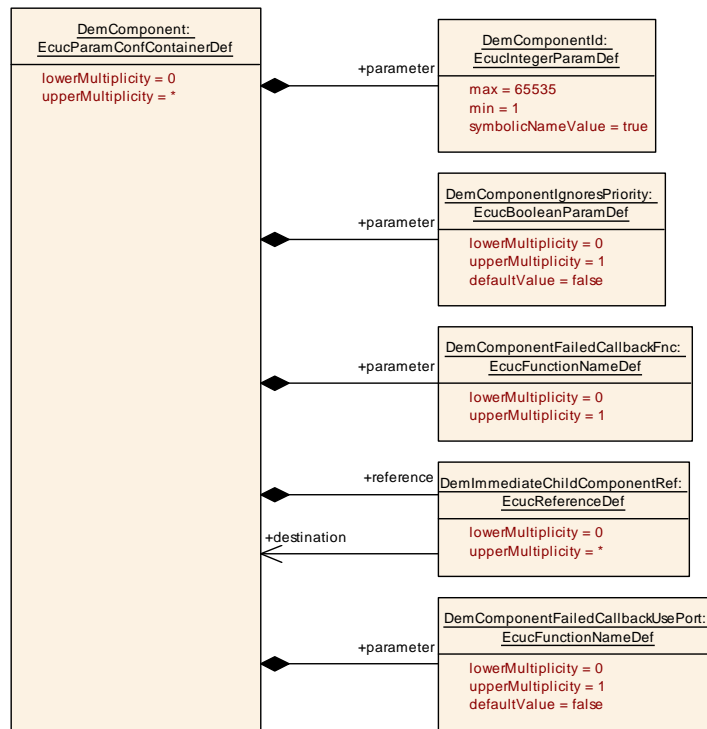 DemComponent:
EcucParamConfContainerDef
lowerMultiplicity = 0
upperMultiplicity = *
+parameter
DemComponentId:
EcucIntegerParamDef
max = 65535
min = 1
symbolicNameValue = true
+parameter
DemComponentIgnoresPriority:
EcucBooleanParamDef
lowerMultiplicity = 0
upperMultiplicity = 1
defaultValue = false
+parameter
DemComponentFailedCallbackFnc:
EcucFunctionNameDef
lowerMultiplicity = 0
upperMultiplicity = 1
+reference
DemImmediateChildComponentRef:
EcucReferenceDef
lowerMultiplicity = 0
upperMultiplicity = *
+destination
+parameter
DemComponentFailedCallbackUsePort:
EcucFunctionNameDef
lowerMultiplicity = 0
upperMultiplicity = 1
defaultValue = false